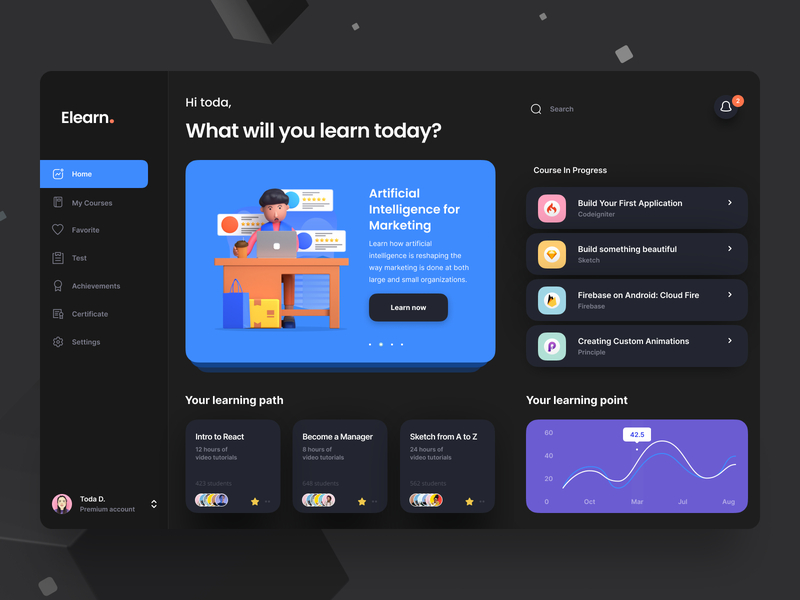 Elearn.
Home
My Courses
Favorite
Test
Achievements
Certificate
Settings
Toda D.
Premium account
Hi toda,
What will you learn today?
Search
2
Artificial
Intelligence for
Marketing
Learn how artificial
intelligence is reshaping the
way marketing is done at both
large and small organizations.
Learn now
Course In Progress
Build Your First Application
CodeIgniter
Build something beautiful
Sketch
Firebase on Android: Cloud Fire
Firebase
Creating Custom Animations
Principle
Your learning path
Intro to React
12 hours of
video tutorials
423 students
Become a Manager
8 hours of
video tutorials
648 students
Sketch from A to Z
24 hours of
video tutorials
562 students
Your learning point
60
40
20
0
42.5
Oct
Mar
Jul
Aug